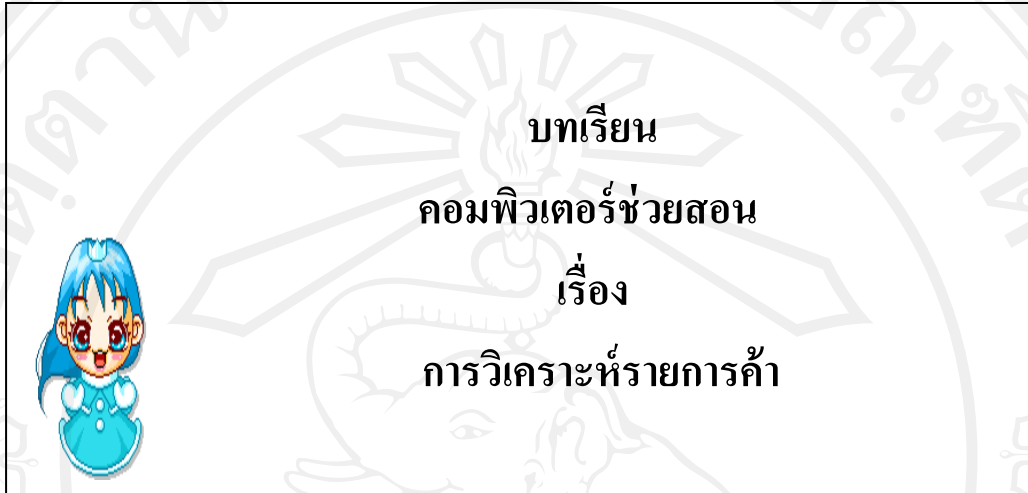 บทเรียน
คอมพิวเตอร์ช่วยสอน
เรื่อง
การวิเคราะห์รายการค้า